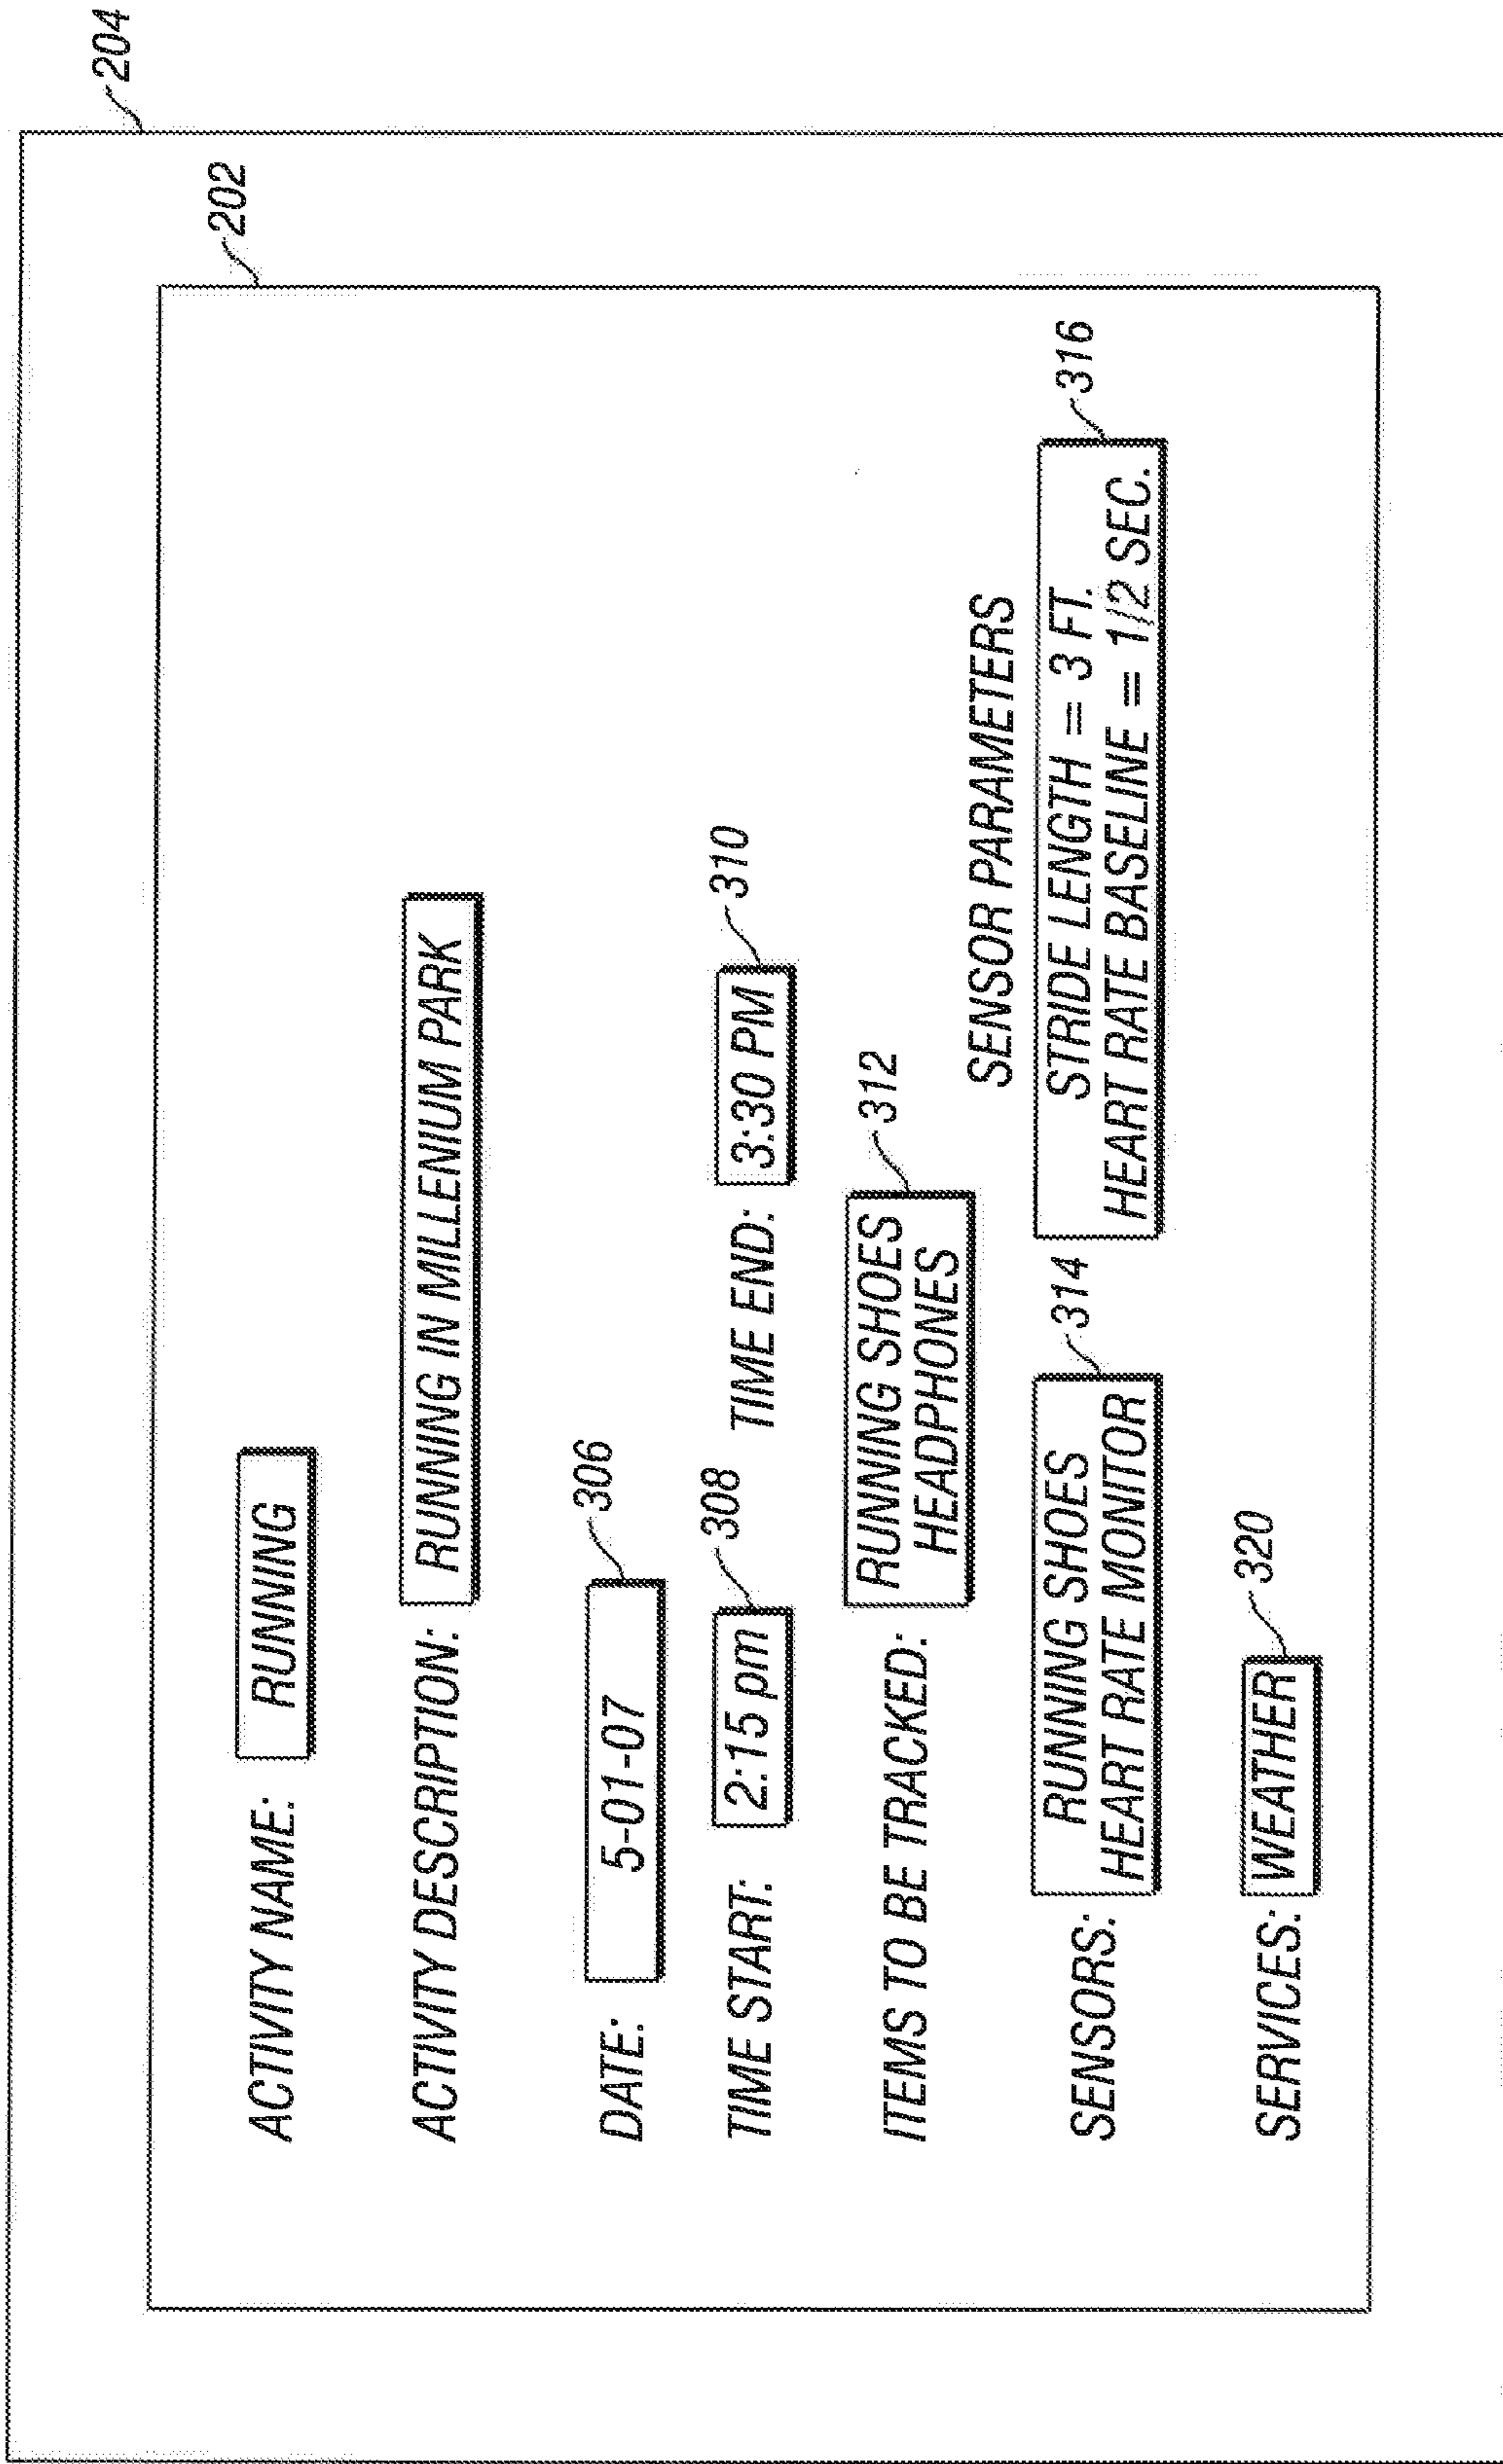 204
202
ACTIVITY NAME: RUNNING
ACTIVITY DESCRIPTION: RUNNING IN MILLENIUM PARK
DATE: 5-01-07 306
TIME START: 2:15 pm 308 TIME END: 3:30 PM 310
ITEMS TO BE TRACKED: RUNNING SHOES 312
HEADPHONES
SENSOR PARAMETERS
SENSORS: RUNNING SHOES 314 STRIDE LENGTH = 3 FT. 316
HEART RATE MONITOR HEART RATE BASELINE = 1/2 SEC.
SERVICES: WEATHER 320